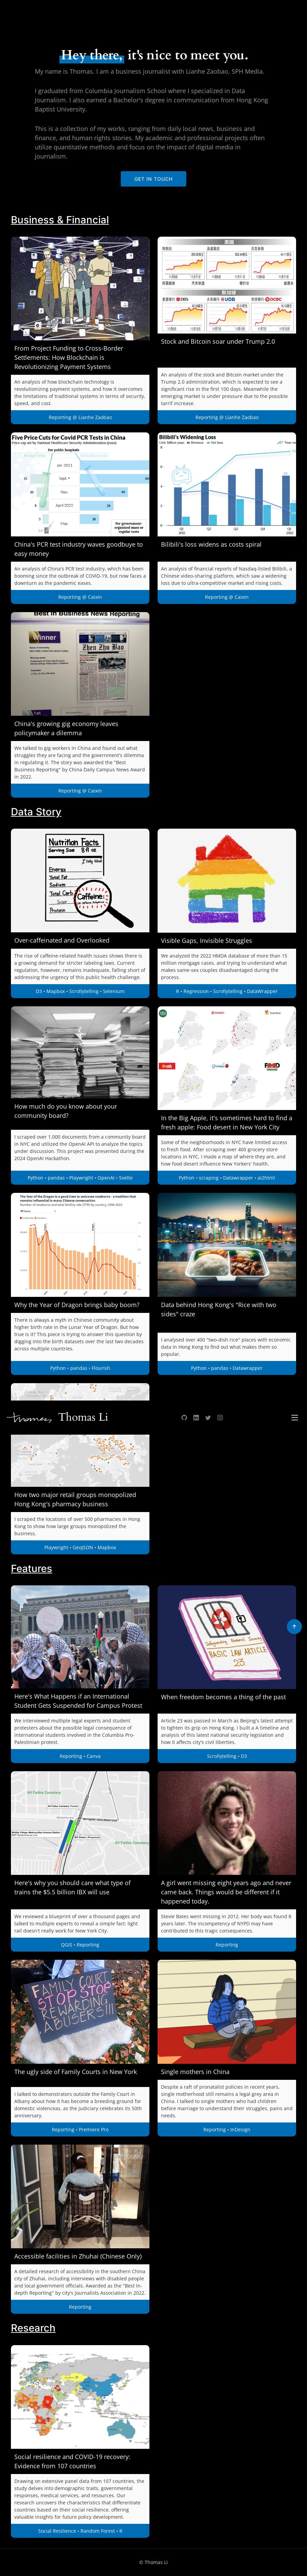 Hey there, it's nice to meet you.
My name is Thomas. I am a business journalist with Lianhe Zaobao, SPH Media.
I graduated from Columbia Journalism School where I specialized in Data
Journalism. I also earned a Bachelor's degree in communication from Hong Kong
Baptist University.
This is a collection of my works, ranging from daily local news, business and
finance, and human rights stories. My academic and professional projects often
utilize quantitative methods and focus on the impact of digital media in
journalism.
GET IN TOUCH
Business & Financial
From Project Funding to Cross-Border
Settlements: How Blockchain is
Revolutionizing Payment Systems
An analysis of how blockchain technology is
revolutionizing payment systems, and how it overcomes
the limitations of traditional systems in terms of security,
speed, and cost.
Reporting @ Lianhe Zaobao
Stock and Bitcoin soar under Trump 2.0
An analysis of the stock and Bitcoin market under the
Trump 2.0 administration, which is expected to see a
significant rise in the first 100 days. Meanwhile the
market is under pressure due to the possible
tarrif increase.
Reporting @ Lianhe Zaobao
Five Price Cuts for Covid PCR Tests in China
For public hospitals
China's PCR test industry waves goodbuye to
easy money
An analysis of China's PCR test industry, which has been
booming since the outbreak of COVID-19, but now faces a
downturn as the pandemic eases.
Reporting @ Caixin
Bilibili's Widening Loss
Bilibili's loss widens as costs spiral
An analysis of financial reports of Nasdaq-listed Bilibili, a
Chinese video-sharing platform, which saw a widening
loss due to ultra-competitive market and rising costs.
Reporting @ Caixin
Best in Business News Reporting
Winner
Zhen Zhu Bao
China's growing gig economy leaves
policymaker a dilemma
We talked to gig workers in China and found out what
struggles they are facing and the government's dilemma
in regulating it. The story was awarded the "Best
Business Reporting" by China Daily Campus News Award
in 2022.
Reporting @ Caixin
Data Story
Nutrition Facts
Energy
Caffeine
Over-caffeinated and Overlooked
The rise of caffeine-related health issues shows there is
a growing demand for stricter labeling laws. Current
regulation, however, remains inadequate, falling short of
addressing the urgency of this public health challenge.
D3 • Mapbox • Scrollytelling • Selenium
Visible Gaps, Invisible Struggles
We analyzed the 2022 HMDA database of more than 15
million mortgage cases, and trying to understand what
makes same-sex couples disadvantaged during the
process.
R • Regression • Scrollytelling • DataWrapper
How much do you know about your
community board?
I scraped over 1,000 documents from a community board
in NYC and utilized the OpenAI API to analyze the topics
under discussion. This project was presented during the
2024 OpenAI Hackathon.
Python • pandas • Playwright • OpenAI • Svelte
In the Big Apple, it's sometimes hard to find a
fresh apple: Food desert in New York City
Some of the neighborhoods in NYC have limited access
to fresh food. After scraping over 400 grocery store
locations in NYC, I made a map of where they are, and
how food desert influence New Yorkers' health.
Python • scraping • Datawrapper • ai2html
Why the Year of Dragon brings baby boom?
There is always a myth in Chinese community about
higher birth rate in the Lunar Year of Dragon. But how
true is it? This piece is trying to answer this question by
digging into the birth datasets over the last two decades
across multiple countries.
Python • pandas • Flourish
Data behind Hong Kong's "Rice with two
sides" craze
I analysed over 400 "two-dish rice" places with economic
data in Hong Kong to find out what makes them so
popular.
Python • pandas • Datawrapper
Thomas Li
How two major retail groups monopolized
Hong Kong's pharmacy business
I scraped the locations of over 500 pharmacies in Hong
Kong to show how large groups monopolized the
business.
Playwright • GeoJSON • Mapbox
Features
Here's What Happens if an International
Student Gets Suspended for Campus Protest
We interviewed multiple legal experts and student
protestors about the possible legal consequence of
international students involved in the Columbia Pro-
Palestinian protest.
Reporting • Canva
BASIC LAW ARTICLE
23
When freedom becomes a thing of the past
Article 23 was passed in March as Beijing's latest attempt
to tighten its grip on Hong Kong. I built a A timeline and
analysis of this latest national security legislation and
how it affects city's civil liberties.
Scrollytelling • D3
Here's why you should care what type of
trains the $5.5 billion IBX will use
We reviewed a blueprint of over a thousand pages and
talked to multiple experts to reveal a simple fact: light
rail doesn't really work for New York City.
QGIS • Reporting
A girl went missing eight years ago and never
came back. Things would be different if it
happened today.
Stevie Bates went missing in 2012. Her body was found 8
years later. The incompetency of NYPD may have
contributed to this tragic consequences.
Reporting
FAMILY COURT
STOP
REWARDING
ABUSERS!!
The ugly side of Family Courts in New York
I talked to demonstrators outside the Family Court in
Albany about how it has become a breeding ground for
domestic violences, as the judiciary celebrates its 50th
anniversary.
Reporting • Premiere Pro
Single mothers in China
Despite a raft of pronatalist policies in recent years,
single motherhood still remains a legal grey area in
China. I talked to single mothers who had children
before marriage to understand their struggles, pains and
needs.
Reporting • InDesign
Accessible facilities in Zhuhai (Chinese Only)
A detailed research of accessibility in the southern China
city of Zhuhai, including interviews with disabled people
and local government officials. Awarded as the "Best in-
depth Reporting" by city's Journalists Association in 2022.
Reporting
Research
Social resilience and COVID-19 recovery:
Evidence from 107 countries
Drawing on extensive panel data from 107 countries, the
study delves into demographic traits, governmental
responses, medical services, and resources. Our
research uncovers the characteristics that differentiate
countries based on their social resilience, offering
valuable insights for future policy development.
Social Resilience • Random Forest • R
© Thomas Li